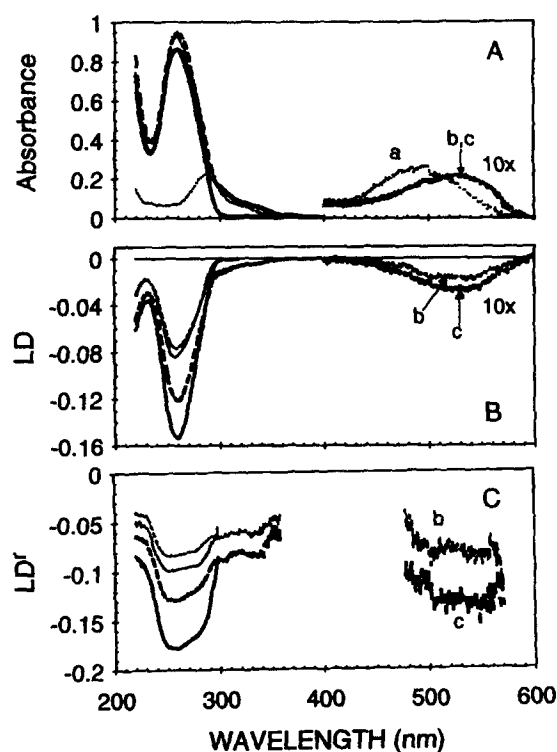 A
1
0.8
0.6
0.4
0.2
0
Absorbance
a
b,c
10x
B
0
-0.04
-0.08
-0.12
-0.16
LD
b
c
10x
C
0
-0.05
-0.1
-0.15
-0.2
LDʳ
b
c
200 300 400 500 600
WAVELENGTH (nm)